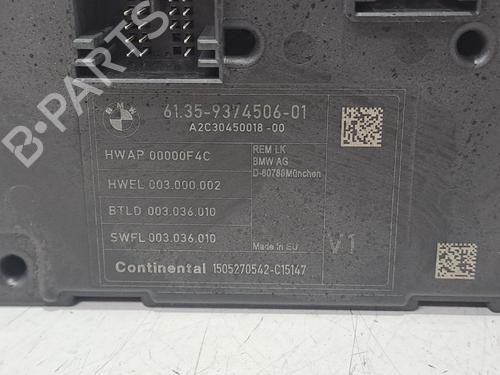 BMW
61.35-9374506-01
A2C30450018-00
HWAP 00000F4C
REM LK
BMW AG
D-80788München
HWEL 003.000.002
BTLD 003.036.010
SWFL 003.036.010
Made in EU
V1
Continental 1505270542-C15147
B-PARTS